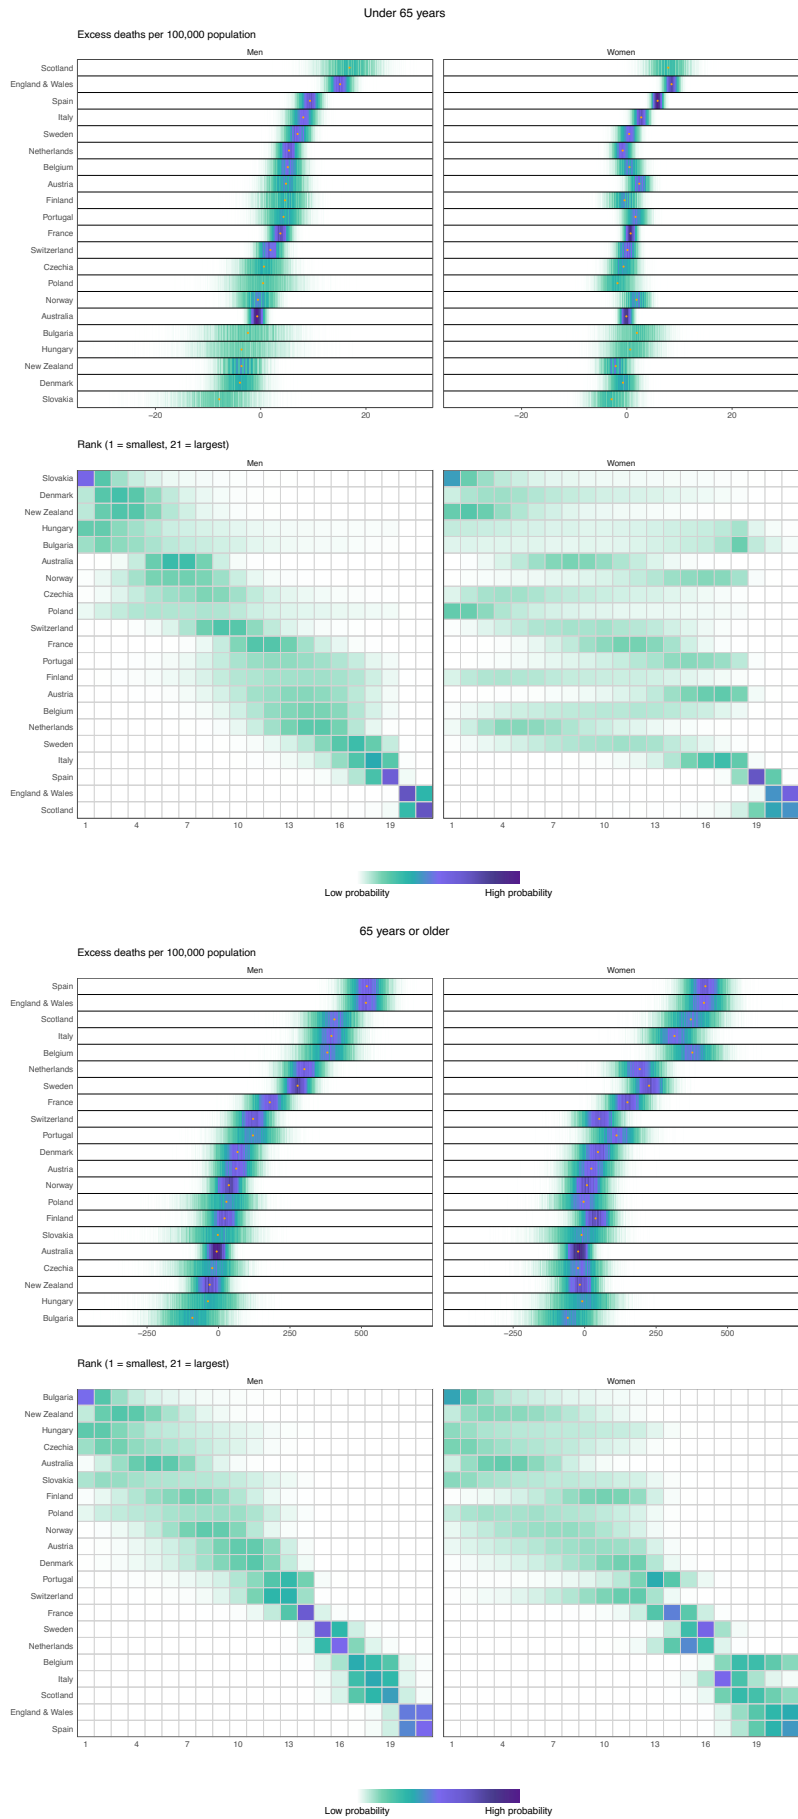 Under 65 years
Excess deaths per 100,000 population
Men Women
Scotland
England & Wales
Spain
Italy
Sweden
Netherlands
Belgium
Austria
Finland
Portugal
France
Switzerland
Czechia
Poland
Norway
Australia
Bulgaria
Hungary
New Zealand
Denmark
Slovakia
−20 0 20 −20 0 20
Rank (1 = smallest, 21 = largest)
Men Women
Slovakia
Denmark
New Zealand
Hungary
Bulgaria
Australia
Norway
Czechia
Poland
Switzerland
France
Portugal
Finland
Austria
Belgium
Netherlands
Sweden
Italy
Spain
England & Wales
Scotland
1 4 7 10 13 16 19 1 4 7 10 13 16 19
Low probability High probability
65 years or older
Excess deaths per 100,000 population
Men Women
Spain
England & Wales
Scotland
Italy
Belgium
Netherlands
Sweden
France
Switzerland
Portugal
Denmark
Austria
Norway
Poland
Finland
Slovakia
Australia
Czechia
New Zealand
Hungary
Bulgaria
−250 0 250 500 −250 0 250 500
Rank (1 = smallest, 21 = largest)
Men Women
Bulgaria
New Zealand
Hungary
Czechia
Australia
Slovakia
Finland
Poland
Norway
Austria
Denmark
Portugal
Switzerland
France
Sweden
Netherlands
Belgium
Italy
Scotland
England & Wales
Spain
1 4 7 10 13 16 19 1 4 7 10 13 16 19
Low probability High probability